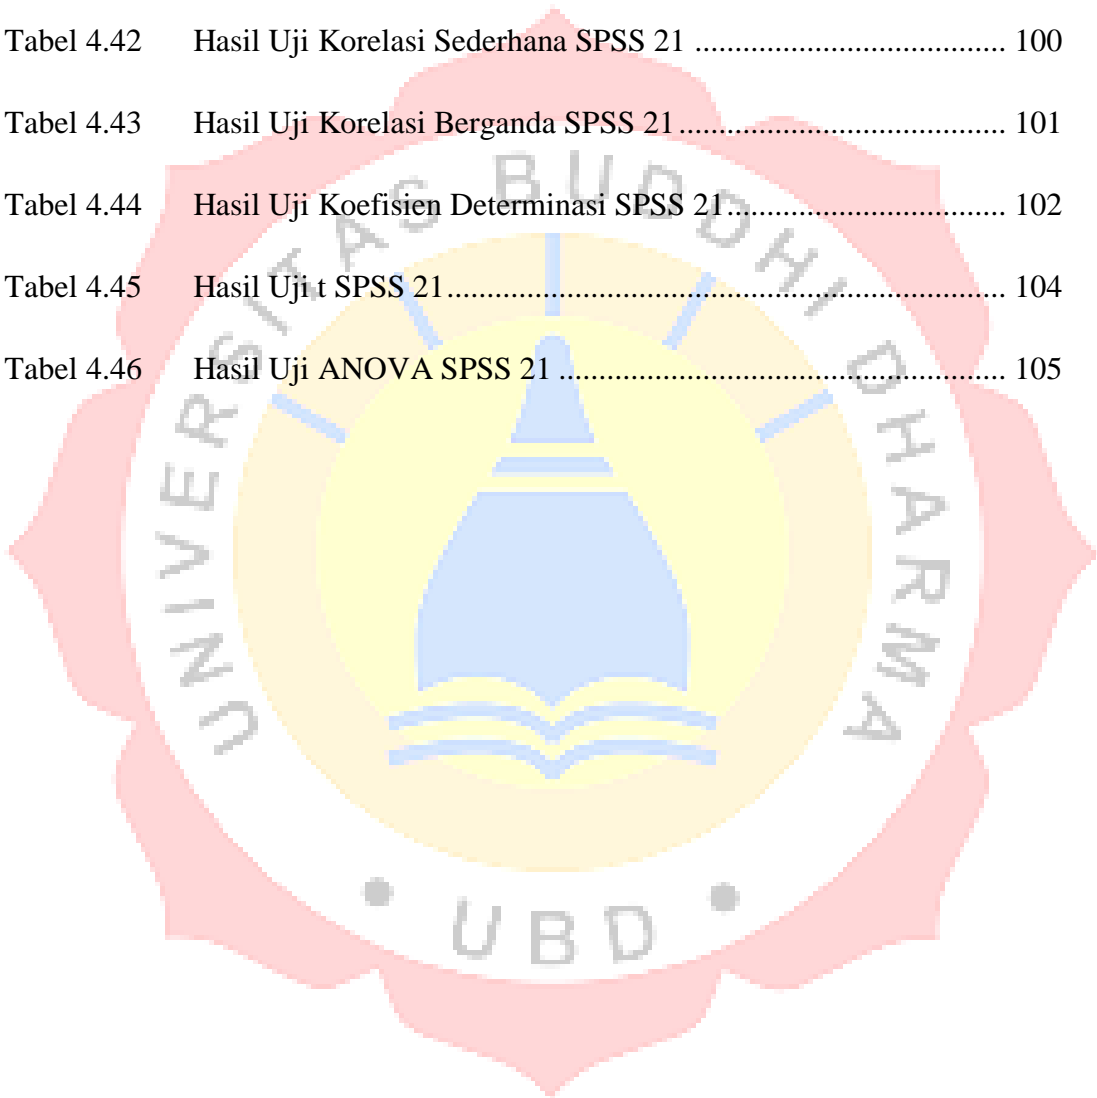 Tabel 4.42 Hasil Uji Korelasi Sederhana SPSS 21 ...................................... 100
Tabel 4.43 Hasil Uji Korelasi Berganda SPSS 21 ........................................ 101
Tabel 4.44 Hasil Uji Koefisien Determinasi SPSS 21.................................. 102
Tabel 4.45 Hasil Uji t SPSS 21.................................................................... 104
Tabel 4.46 Hasil Uji ANOVA SPSS 21 ...................................................... 105
UNIVERSITAS BUDDHI DHARMA
• UBD •